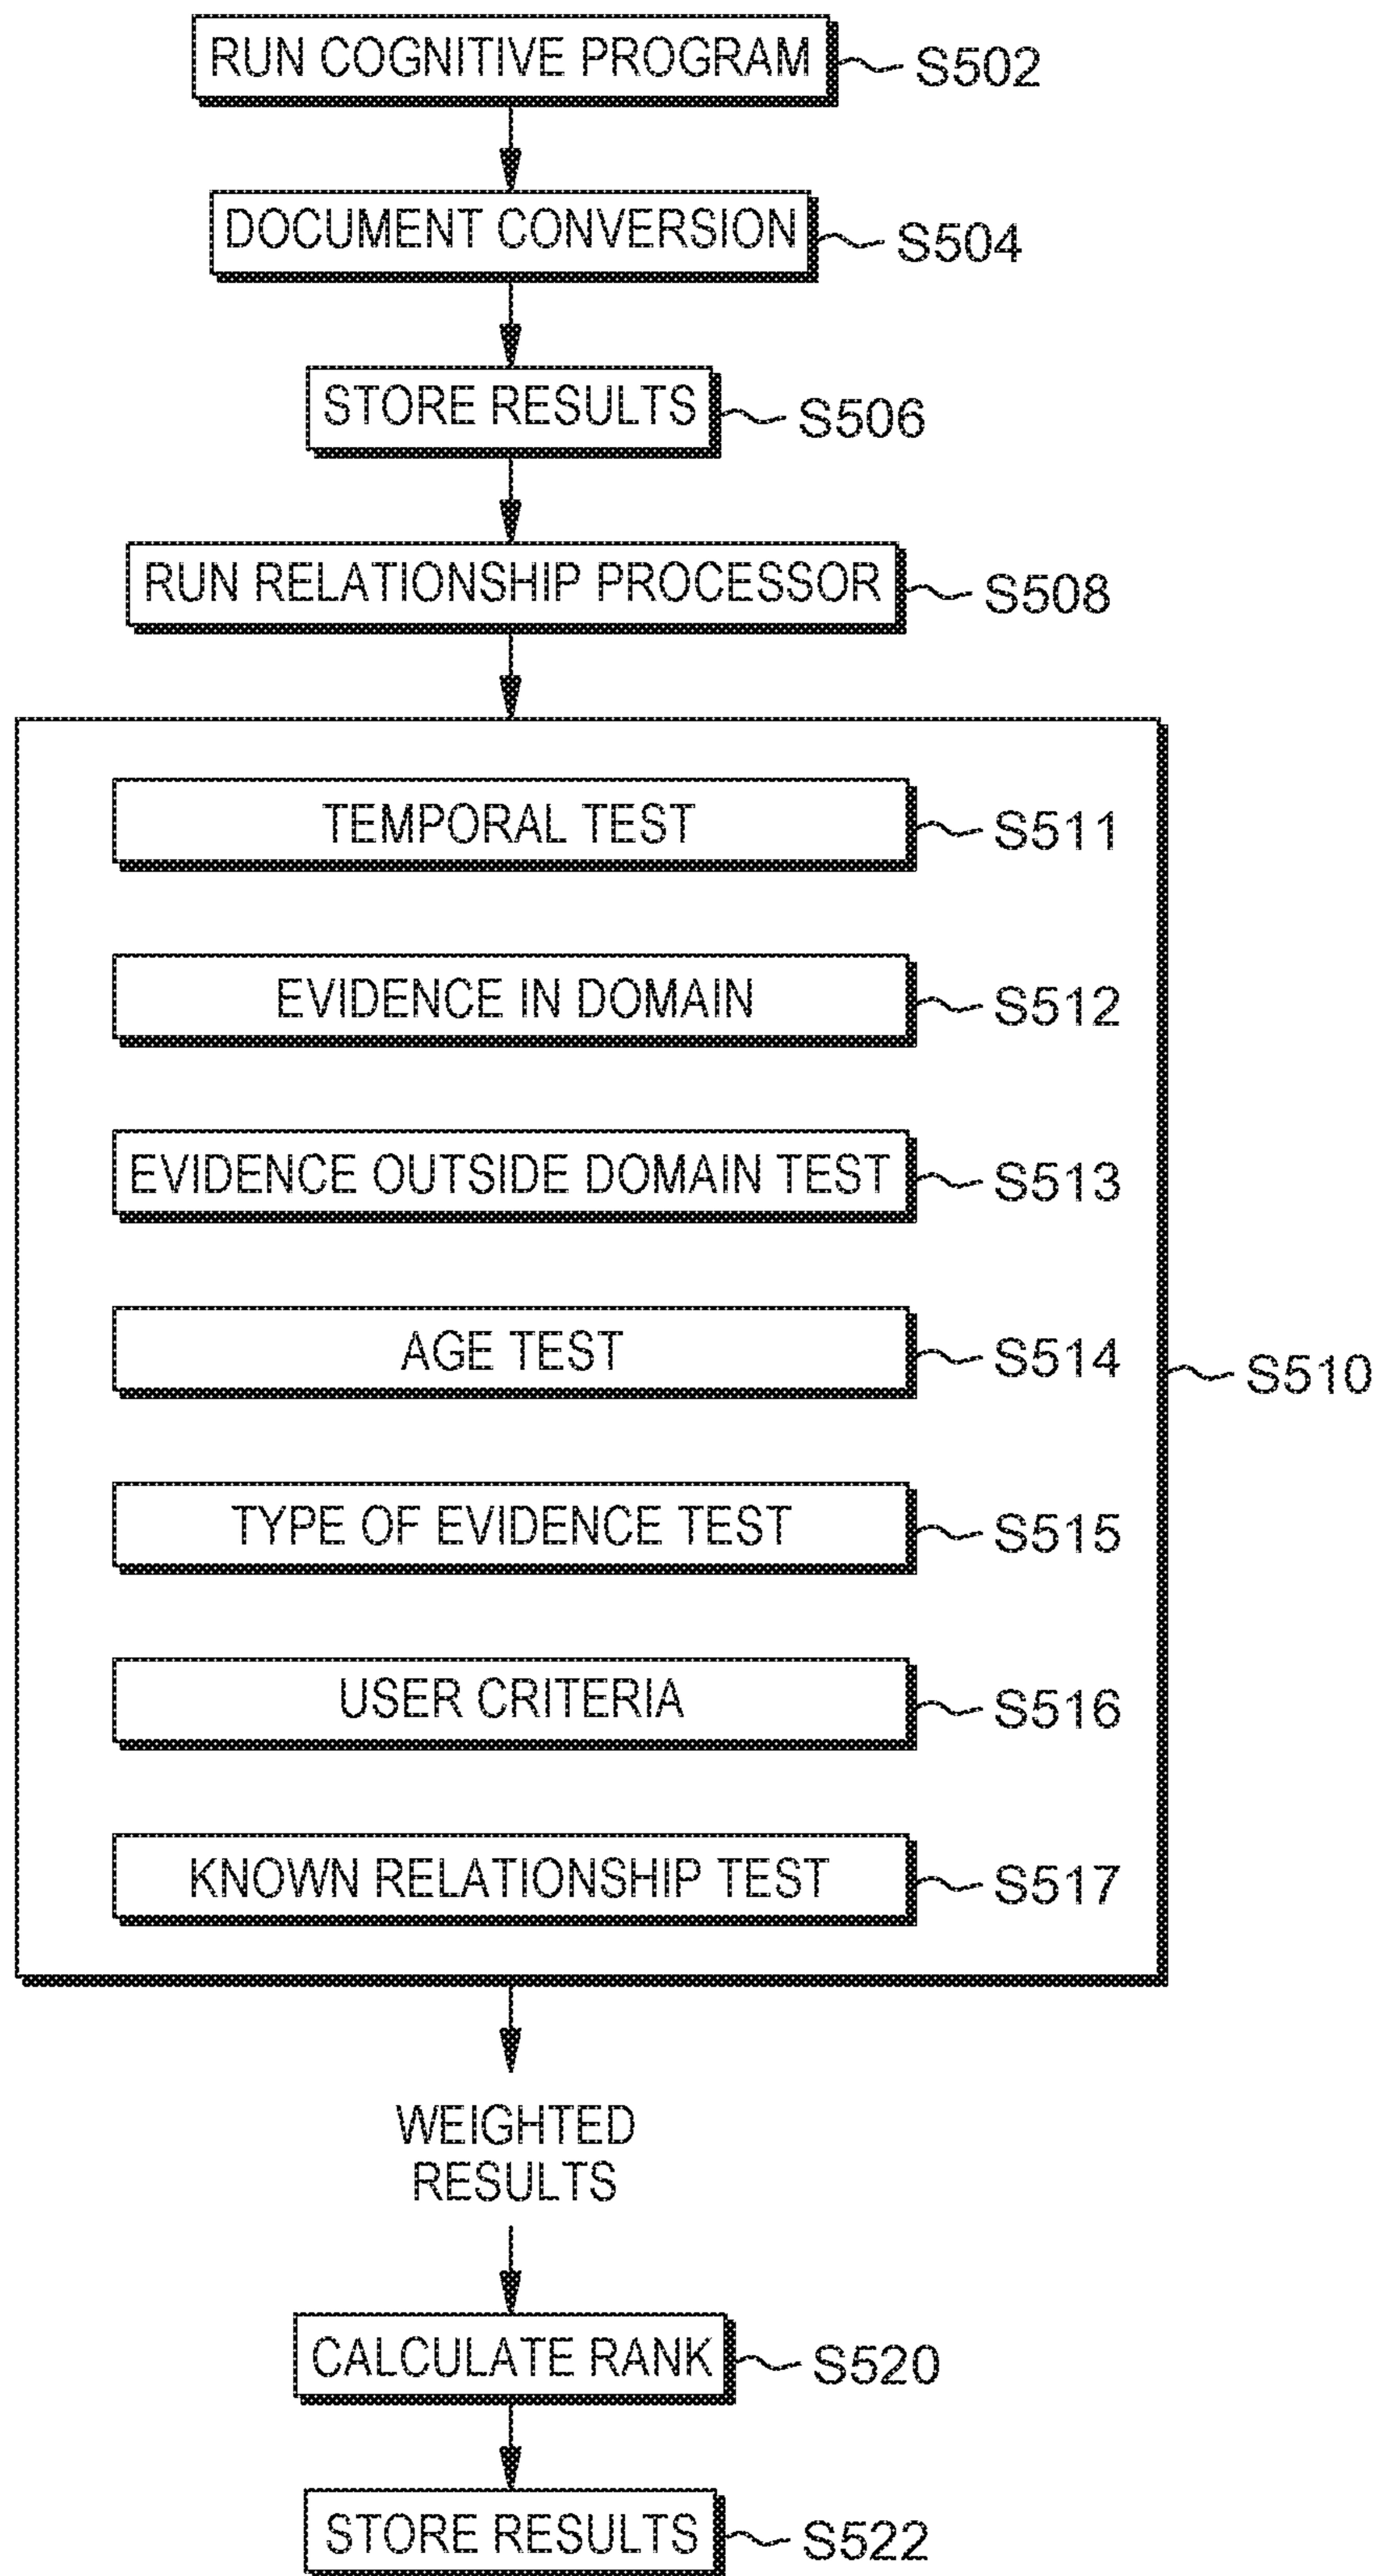 RUN COGNITIVE PROGRAM S502
DOCUMENT CONVERSION S504
STORE RESULTS S506
RUN RELATIONSHIP PROCESSOR S508
TEMPORAL TEST S511
EVIDENCE IN DOMAIN S512
EVIDENCE OUTSIDE DOMAIN TEST S513
AGE TEST S514
S510
TYPE OF EVIDENCE TEST S515
USER CRITERIA S516
KNOWN RELATIONSHIP TEST S517
WEIGHTED
RESULTS
CALCULATE RANK S520
STORE RESULTS S522